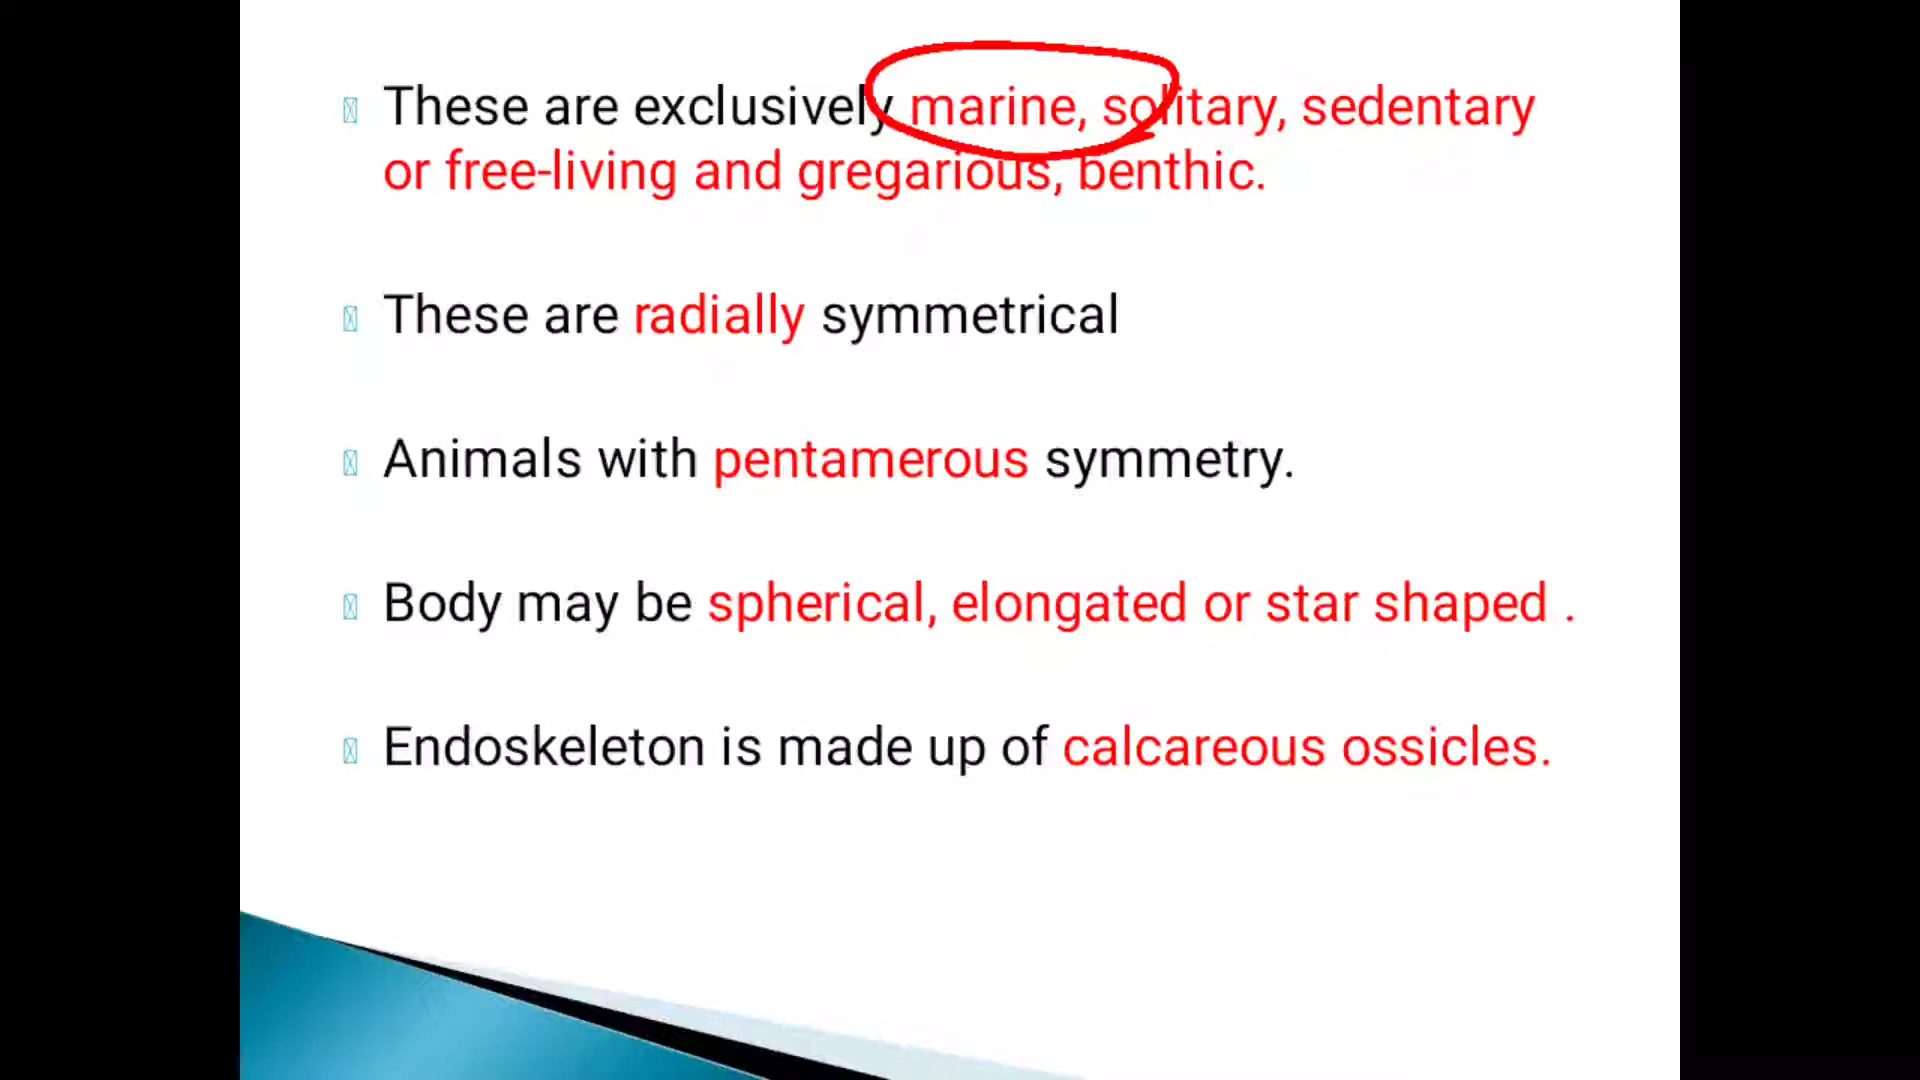 These are exclusively marine, solitary, sedentary
or free-living and gregarious, benthic.
These are radially symmetrical
Animals with pentamerous symmetry.
Body may be spherical, elongated or star shaped .
Endoskeleton is made up of calcareous ossicles.